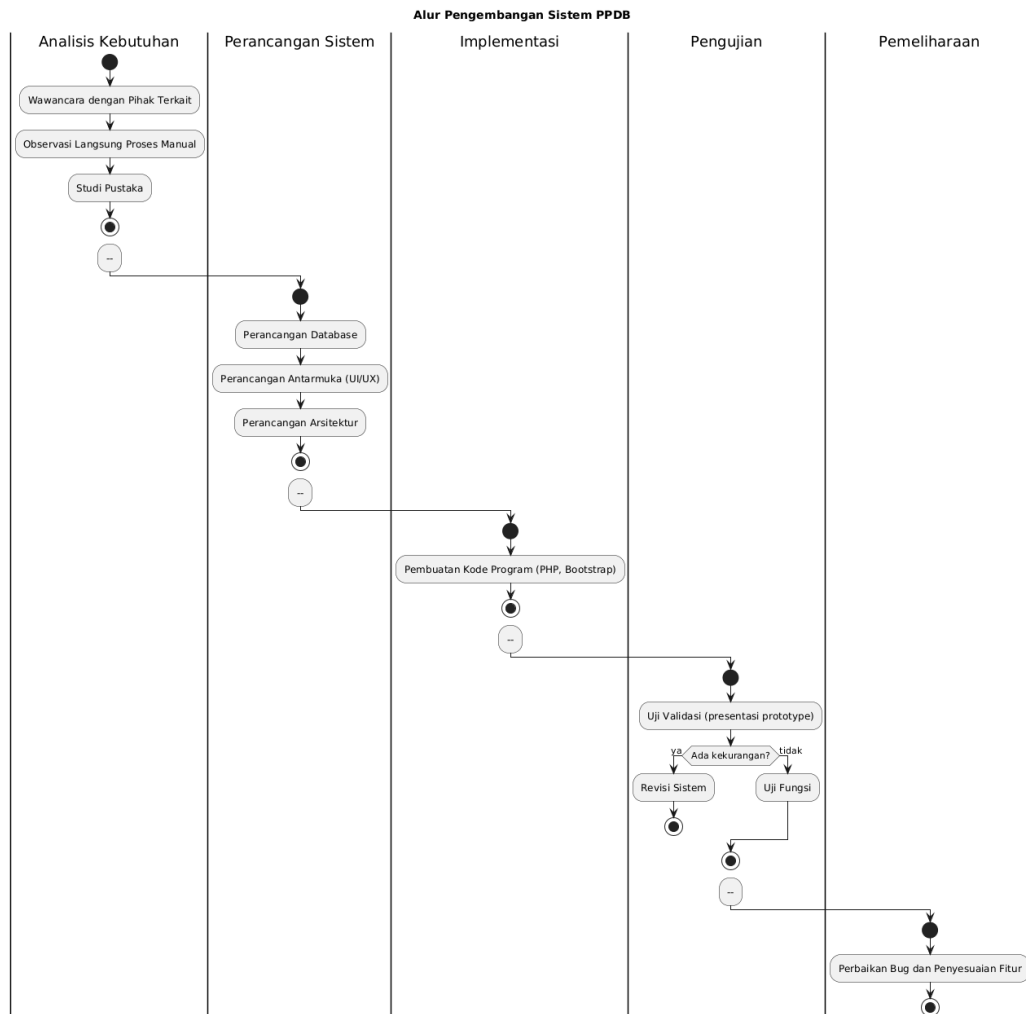 Alur Pengembangan Sistem PPDB
Analisis Kebutuhan
Perancangan Sistem
Implementasi
Pengujian
Pemeliharaan
Wawancara dengan Pihak Terkait
Observasi Langsung Proses Manual
Studi Pustaka
--
Perancangan Database
Perancangan Antarmuka (UI/UX)
Perancangan Arsitektur
--
Pembuatan Kode Program (PHP, Bootstrap)
--
Uji Validasi (presentasi prototype)
ya
Ada kekurangan?
tidak
Revisi Sistem
Uji Fungsi
--
Perbaikan Bug dan Penyesuaian Fitur